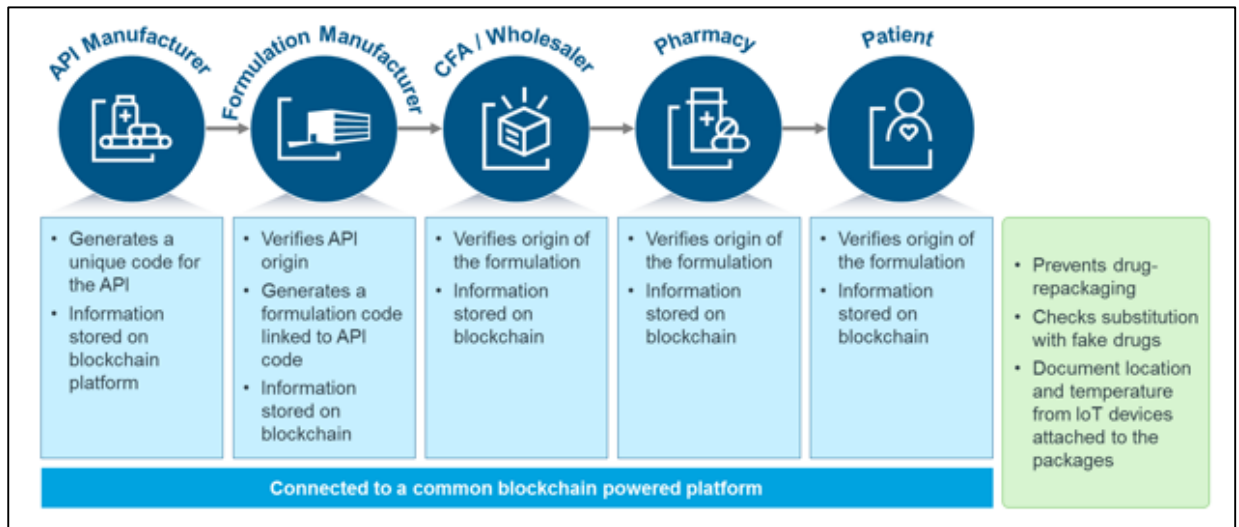 API Manufacturer
Formulation Manufacturer
CFA / Wholesaler
Pharmacy
Patient
• Generates a
unique code for
the API
• Information
stored on
blockchain
platform
• Verifies API
origin
• Generates a
formulation code
linked to API
code
• Information
stored on
blockchain
• Verifies origin of
the formulation
• Information
stored on
blockchain
• Verifies origin of
the formulation
• Information
stored on
blockchain
• Verifies origin of
the formulation
• Information
stored on
blockchain
• Prevents drug-
repackaging
• Checks substitution
with fake drugs
• Document location
and temperature
from IoT devices
attached to the
packages
Connected to a common blockchain powered platform